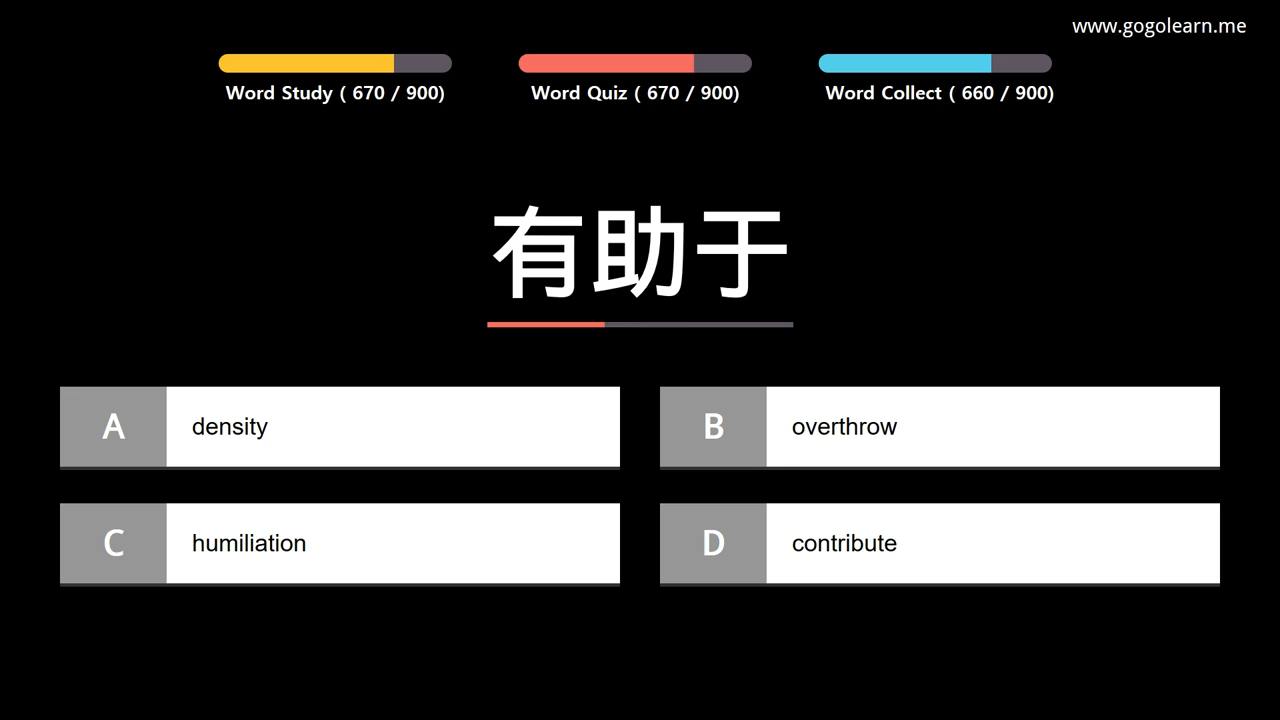 www.gogolearn.me
Word Study ( 670 / 900)
Word Quiz ( 670 / 900)
Word Collect ( 660 / 900)
有助于
A density
B overthrow
C humiliation
D contribute